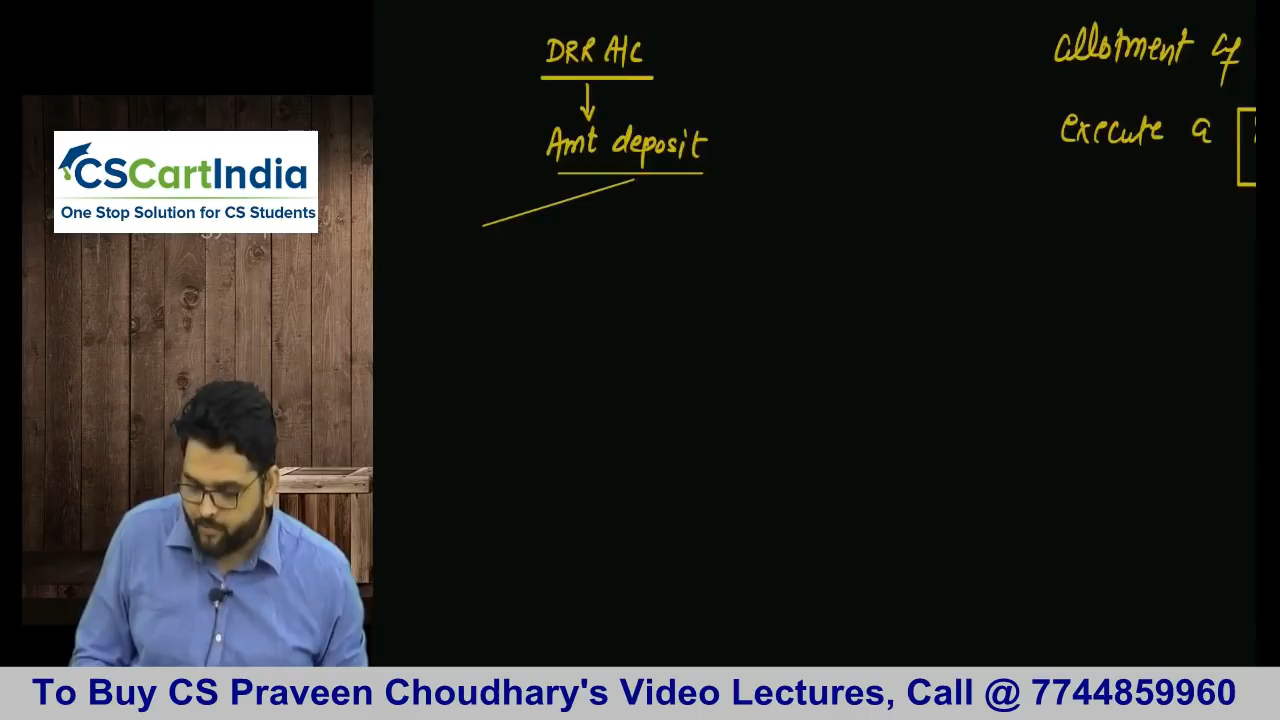 DRR A/C
Amt deposit
allotment of
execute a
CSCartIndia
One Stop Solution for CS Students
To Buy CS Praveen Choudhary's Video Lectures, Call @ 7744859960